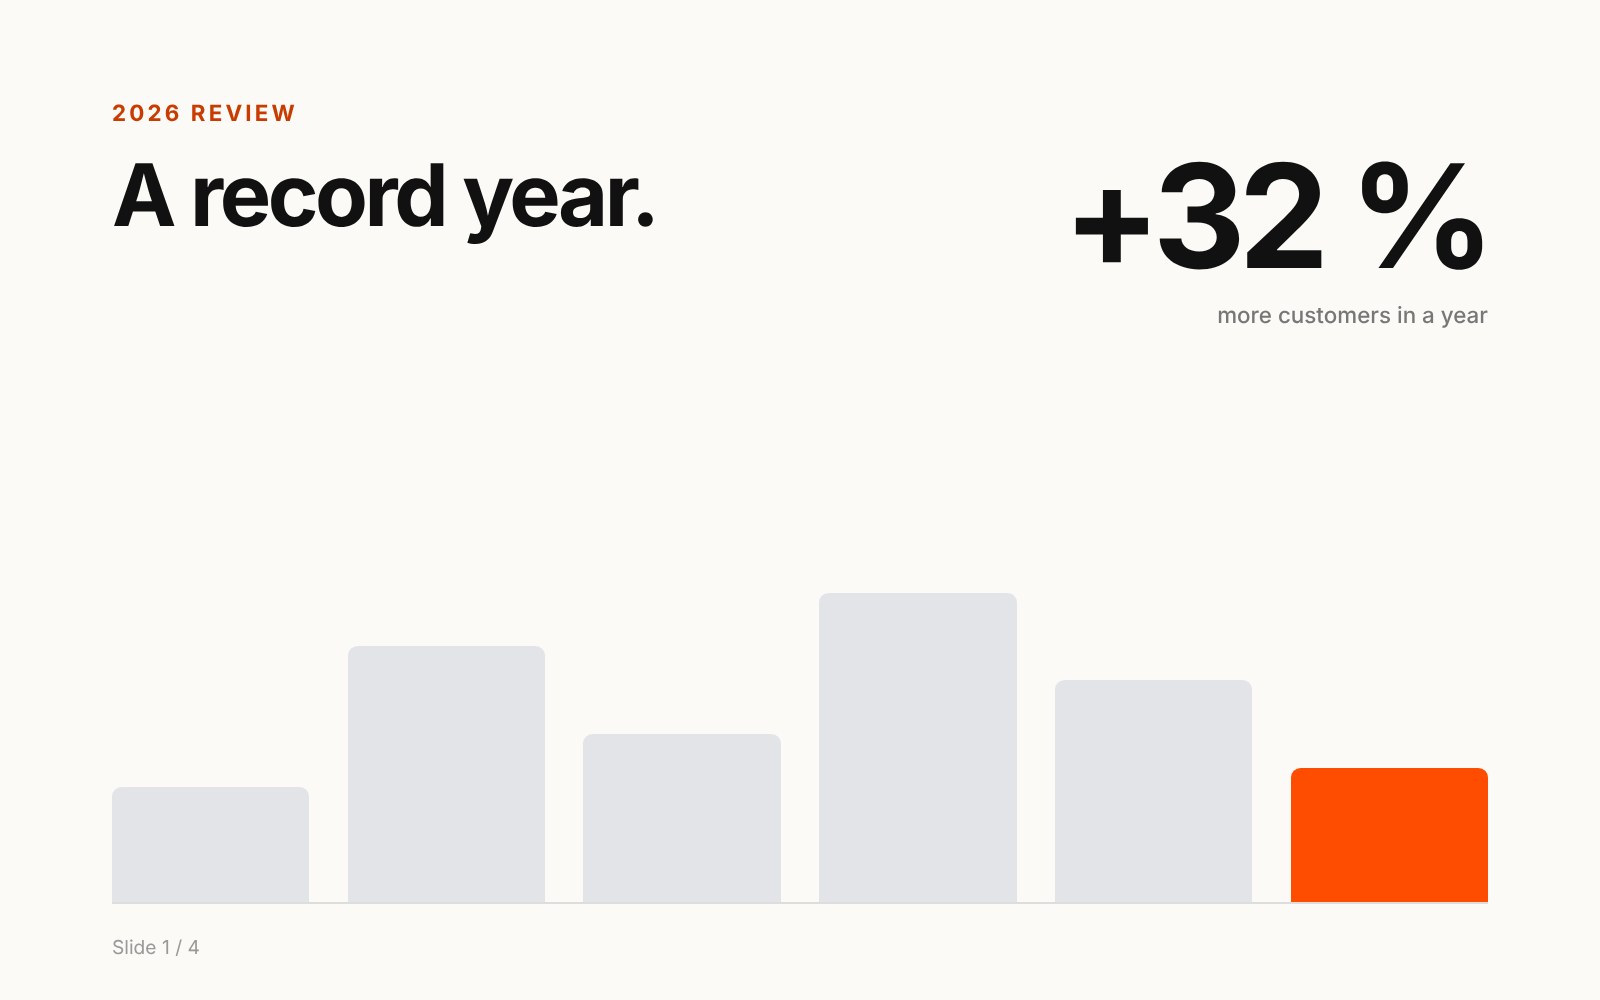 2026 REVIEW
A record year.
+32 %
more customers in a year
Slide 1 / 4